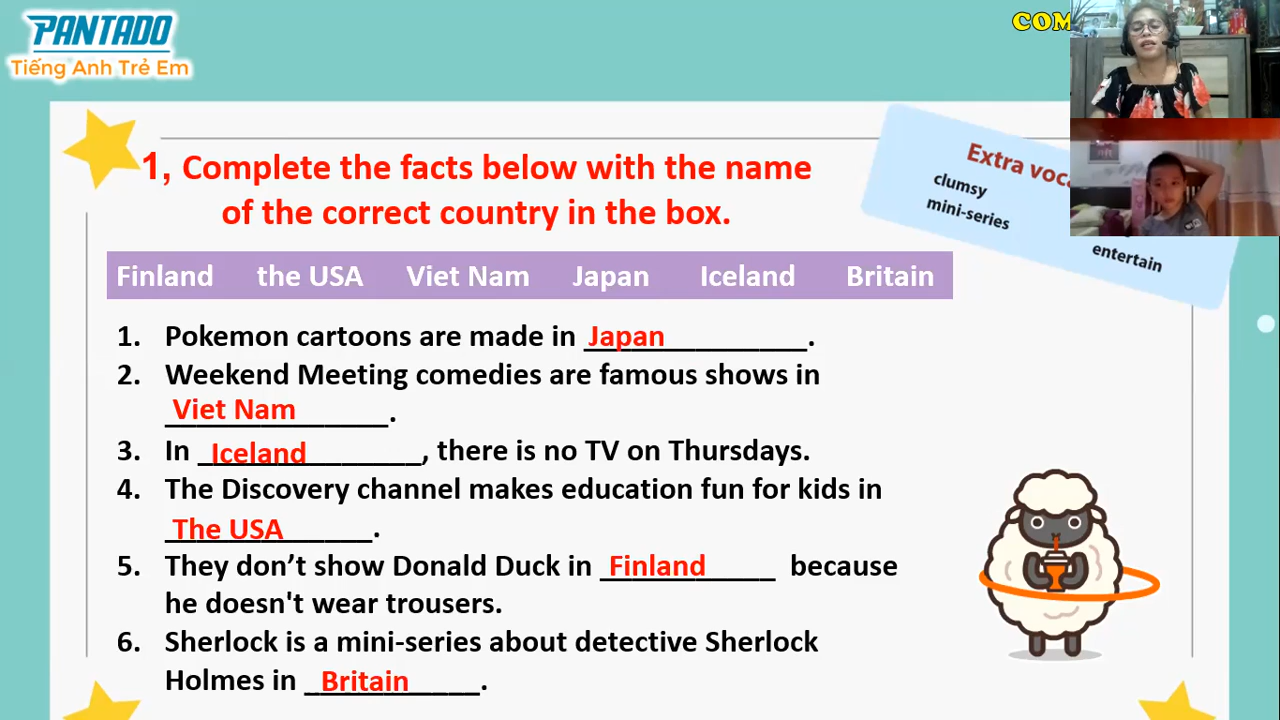 PANTADO
Tiếng Anh Trẻ Em
1, Complete the facts below with the name
of the correct country in the box.
Extra
clumsy
mini-series
entertain
Finland the USA Viet Nam Japan Iceland Britain
1. Pokemon cartoons are made in Japan.
2. Weekend Meeting comedies are famous shows in
Viet Nam.
3. In Iceland, there is no TV on Thursdays.
4. The Discovery channel makes education fun for kids in
The USA.
5. They don’t show Donald Duck in Finland because
he doesn't wear trousers.
6. Sherlock is a mini-series about detective Sherlock
Holmes in Britain.